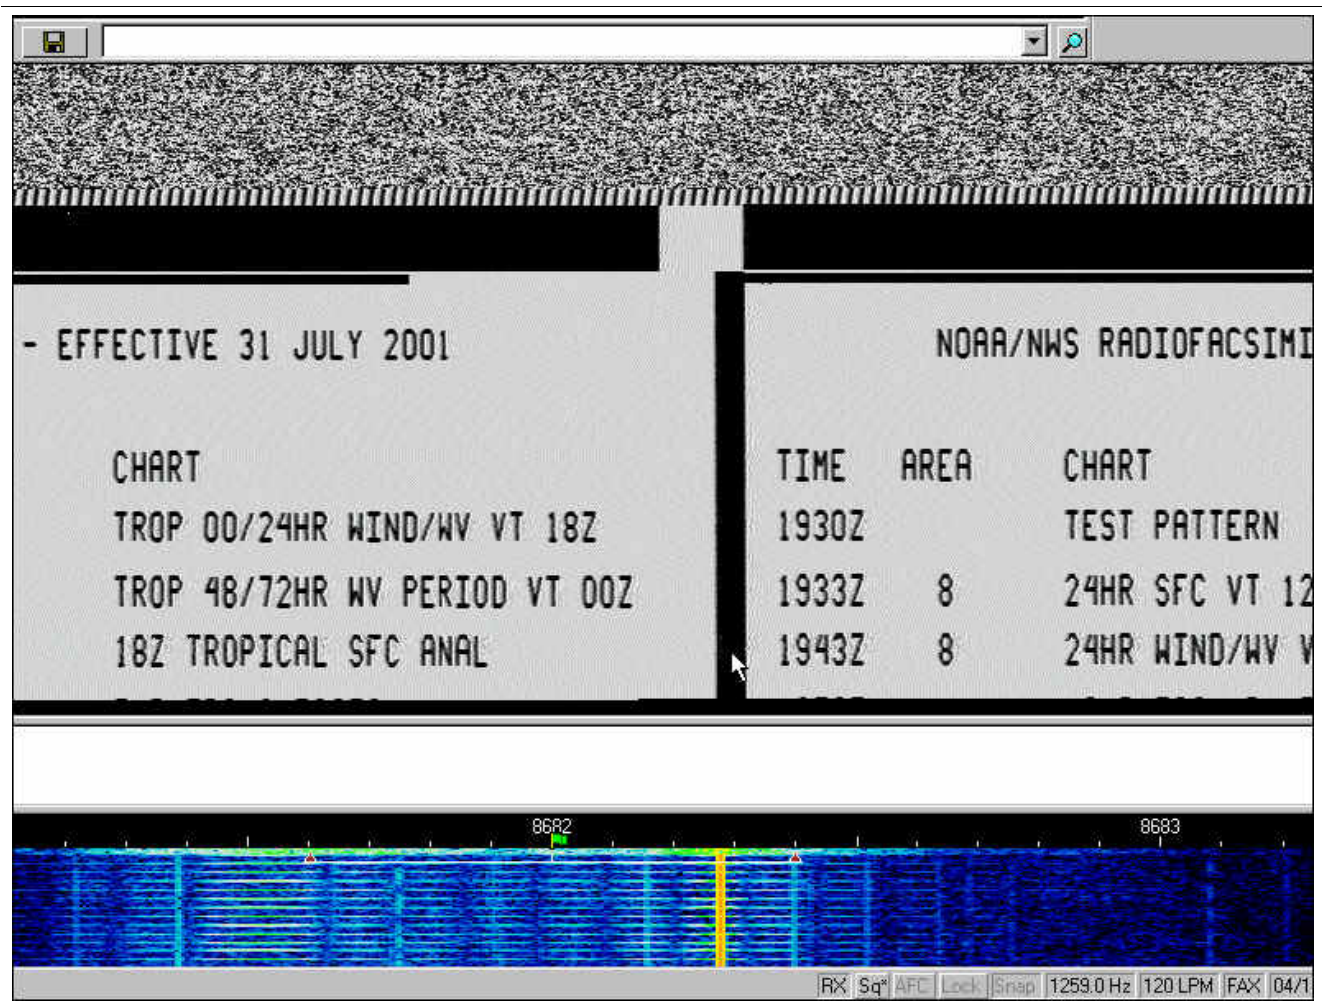 - EFFECTIVE 31 JULY 2001
NOAA/NWS RADIOFACSIMI
CHART
TIME AREA CHART
TROP 00/24HR WIND/WV VT 18Z
1930Z TEST PATTERN
TROP 48/72HR WV PERIOD VT 00Z
1933Z 8 24HR SFC VT 12
18Z TROPICAL SFC ANAL
1943Z 8 24HR WIND/WV V
8682
8683
RX Sq* AFC Lock Snap 1259.0 Hz 120 LPM FAX 04/1